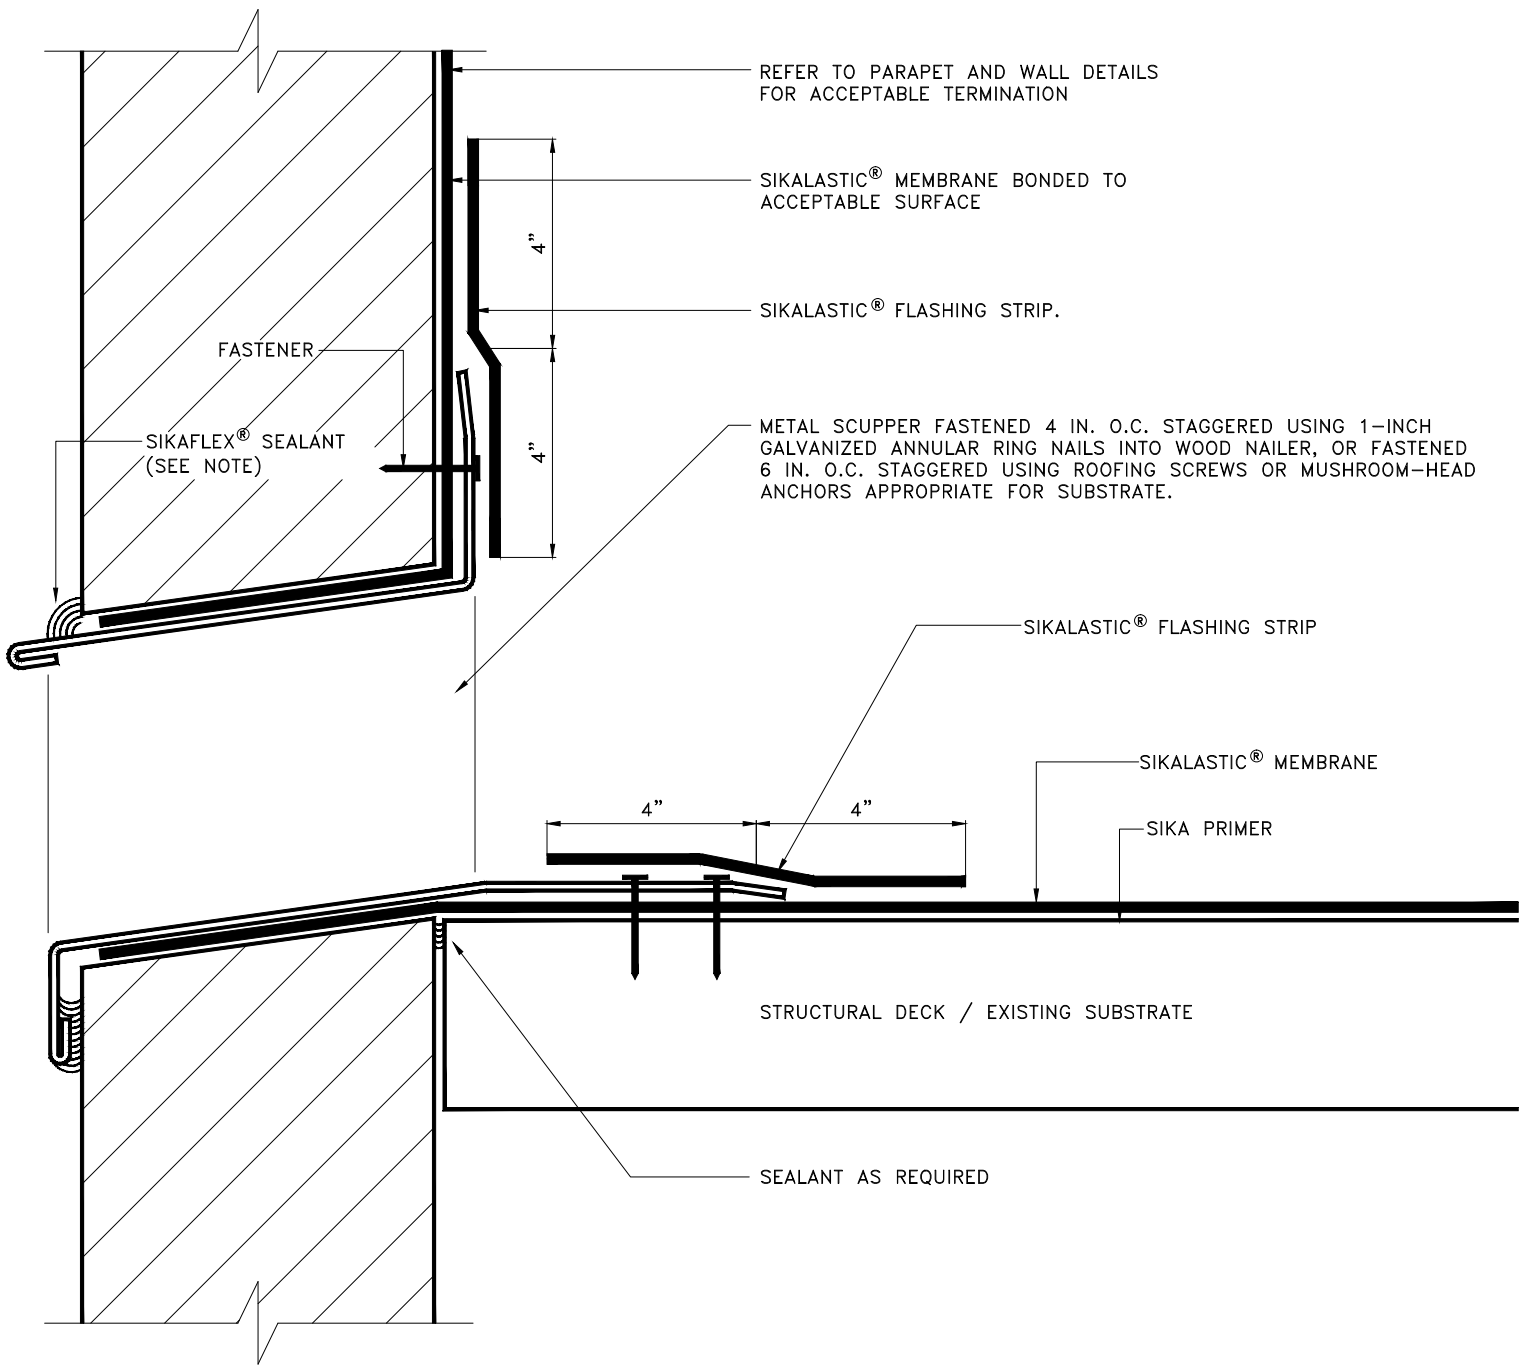 REFER TO PARAPET AND WALL DETAILS
FOR ACCEPTABLE TERMINATION
SIKALASTIC® MEMBRANE BONDED TO
ACCEPTABLE SURFACE
4"
SIKALASTIC® FLASHING STRIP.
FASTENER
METAL SCUPPER FASTENED 4 IN. O.C. STAGGERED USING 1-INCH
GALVANIZED ANNULAR RING NAILS INTO WOOD NAILER, OR FASTENED
6 IN. O.C. STAGGERED USING ROOFING SCREWS OR MUSHROOM-HEAD
ANCHORS APPROPRIATE FOR SUBSTRATE.
4"
SIKAFLEX® SEALANT
(SEE NOTE)
SIKALASTIC® FLASHING STRIP
SIKALASTIC® MEMBRANE
4"
4"
SIKA PRIMER
STRUCTURAL DECK / EXISTING SUBSTRATE
SEALANT AS REQUIRED